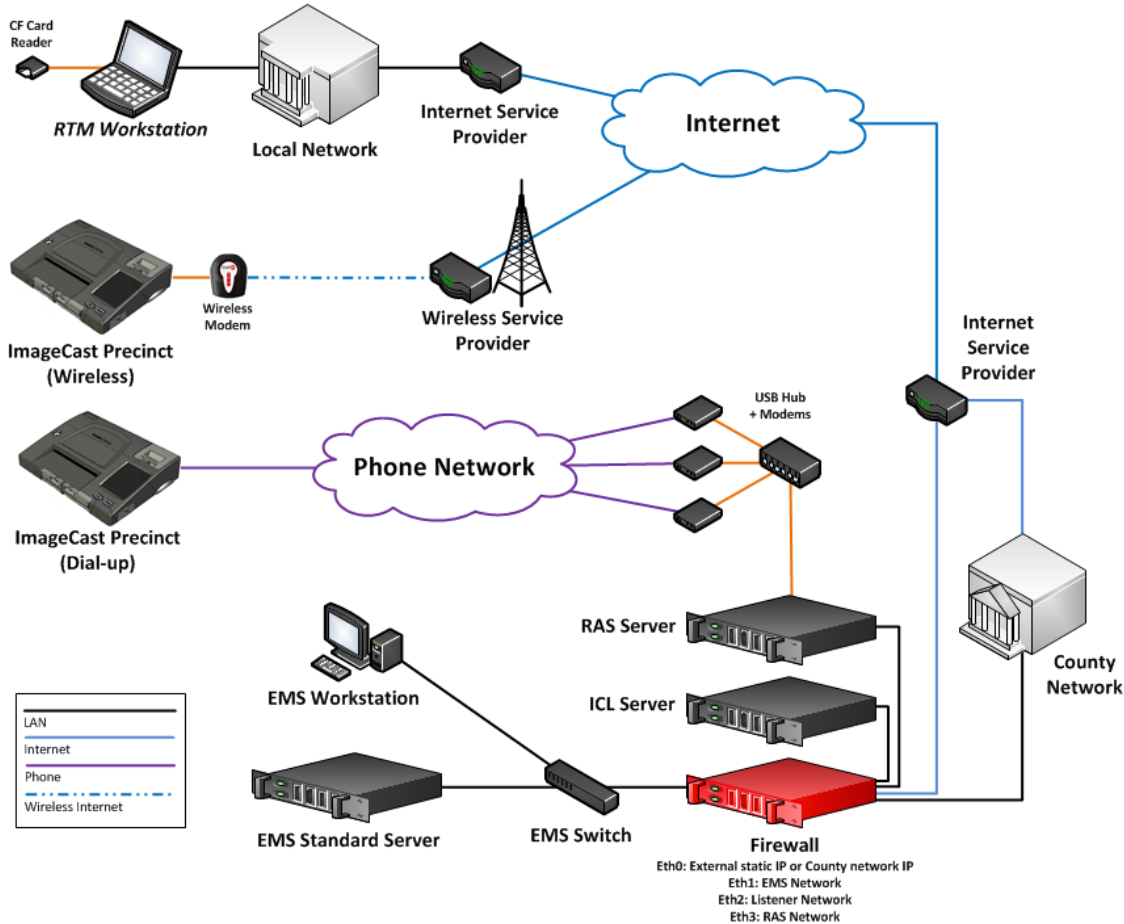 CF Card
Reader
RTM Workstation
Local Network
Internet Service
Provider
Internet
ImageCast Precinct
(Wireless)
Wireless
Modem
Wireless Service
Provider
Internet
Service
Provider
ImageCast Precinct
(Dial-up)
Phone Network
USB Hub
+ Modems
RAS Server
ICL Server
County
Network
EMS Workstation
EMS Standard Server
EMS Switch
Firewall
Eth0: External static IP or County network IP
Eth1: EMS Network
Eth2: Listener Network
Eth3: RAS Network
LAN
Internet
Phone
Wireless Internet